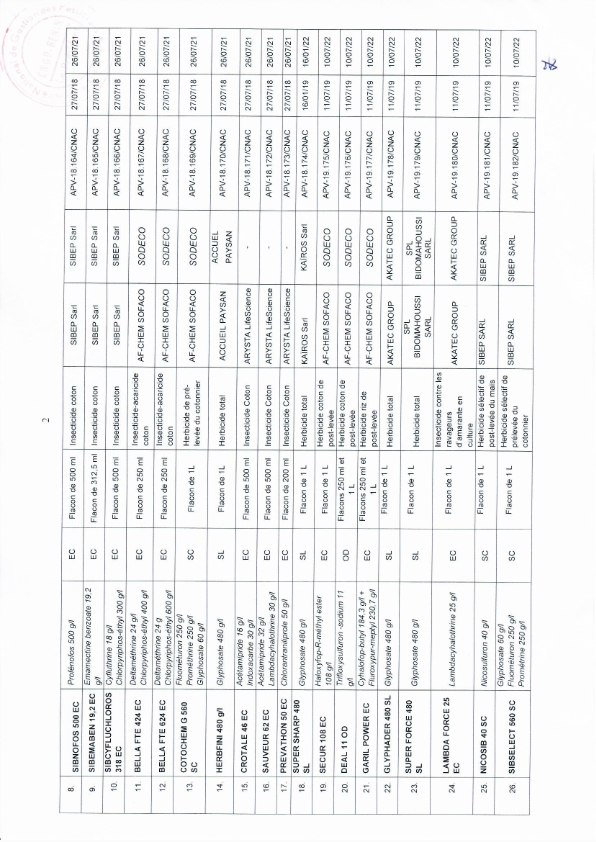 2
8. SIBNOFOS 500 EC Profénofos 500 g/l EC Flacon de 500 ml Insecticide coton SIBEP Sarl SIBEP Sarl APV-18.164/CNAC 27/07/18 26/07/21
9. SIBEMABEN 19,2 EC Emamectine benzoate 19.2 g/l EC Flacon de 312,5 ml Insecticide coton SIBEP Sarl SIBEP Sarl APV-18.165/CNAC 27/07/18 26/07/21
10. SIBCYFLUCHLOROS 318 EC Cyfluthrine 18 g/l Chlorpyriphos-éthyl 300 g/l EC Flacon de 500 ml Insecticide coton SIBEP Sarl SIBEP Sarl APV-18.166/CNAC 27/07/18 26/07/21
11. BELLA FTE 424 EC Deltaméthrine 24 g/l Chlorpyriphos-éthyl 400 g/l EC Flacon de 250 ml Insecticide-acaricide coton AF-CHEM SOFACO SODECO APV-18.167/CNAC 27/07/18 26/07/21
12. BELLA FTE 624 EC Deltaméthrine 24 g Chlorpyriphos-éthyl 600 g/l EC Flacon de 250 ml Insecticide-acaricide coton AF-CHEM SOFACO SODECO APV-18.168/CNAC 27/07/18 26/07/21
13. COTOCHEM G 560 SC Fluométuron 250 g/l Prométrine 250 g/l Glyphosate 60 g/l SC Flacon de 1L Herbicide de pré-levée du cotonnier AF-CHEM SOFACO SODECO APV-18.169/CNAC 27/07/18 26/07/21
14. HERBFINI 480 g/l Glyphosate 480 g/l SL Flacon de 1L Herbicide total ACCUEIL PAYSAN ACCUEL PAYSAN APV-18.170/CNAC 27/07/18 26/07/21
15. CROTALE 46 EC Acétamipride 16 g/l Indoxacarbe 30 g/l EC Flacon de 500 ml Insecticide Coton ARYSTA LifeScience - APV-18.171/CNAC 27/07/18 26/07/21
16. SAUVEUR 62 EC Acétamipride 32 g/l Lambdacyhalothrine 30 g/l EC Flacon de 500 ml Insecticide Coton ARYSTA LifeScience - APV-18.172/CNAC 27/07/18 26/07/21
17. PREVATHON 50 EC Chlorantraniliprole 50 g/l EC Flacon de 200 ml Insecticide Coton ARYSTA LifeScience - APV-18.173/CNAC 27/07/18 26/07/21
18. SUPER SHARP 480 SL Glyphosate 480 g/l SL Flacon de 1 L Herbicide total KAIROS Sarl KAIROS Sarl APV-18.174/CNAC 16/01/19 16/01/22
19. SECUR 108 EC Haloxyfop-R-methyl ester 108 g/l EC Flacon de 1 L Herbicide coton de post-levée AF-CHEM SOFACO SODECO APV-19.175/CNAC 11/07/19 10/07/22
20. DEAL 11 OD Trifloxysulfuron -sodium 11 g/l OD Flacons 250 ml et 1 L Herbicide coton de post-levée AF-CHEM SOFACO SODECO APV-19.176/CNAC 11/07/19 10/07/22
21. GARIL POWER EC Cyhalofop-butyl 184,3 g/l + Fluroxypyr-meptyl 230,7 g/l EC Flacons 250 ml et 1 L Herbicide riz de post-levée AF-CHEM SOFACO SODECO APV-19.177/CNAC 11/07/19 10/07/22
22. GLYPHADER 480 SL Glyphosate 480 g/l SL Flacon de 1 L Herbicide total AKATEC GROUP AKATEC GROUP APV-19.178/CNAC 11/07/19 10/07/22
23. SUPER FORCE 480 SL Glyphosate 480 g/l SL Flacon de 1 L Herbicide total SPL BIDOMAHOUSSI SARL SPL BIDOMAHOUSSI SARL APV-19.179/CNAC 11/07/19 10/07/22
24. LAMBDA FORCE 25 EC Lambdacyhalothrine 25 g/l EC Flacon de 1 L Insecticide contre les ravageurs d'amarante en culture AKATEC GROUP AKATEC GROUP APV-19.180/CNAC 11/07/19 10/07/22
25. NICOSIB 40 SC Nicosulfuron 40 g/l SC Flacon de 1 L Herbicide sélectif de post-levée du maïs SIBEP SARL SIBEP SARL APV-19.181/CNAC 11/07/19 10/07/22
26. SIBSELECT 560 SC Glyphosate 60 g/l Fluométuron 250 g/l Prométrine 250 g/l SC Flacon de 1 L Herbicide sélectif de prélevée du cotonnier SIBEP SARL SIBEP SARL APV-19.182/CNAC 11/07/19 10/07/22